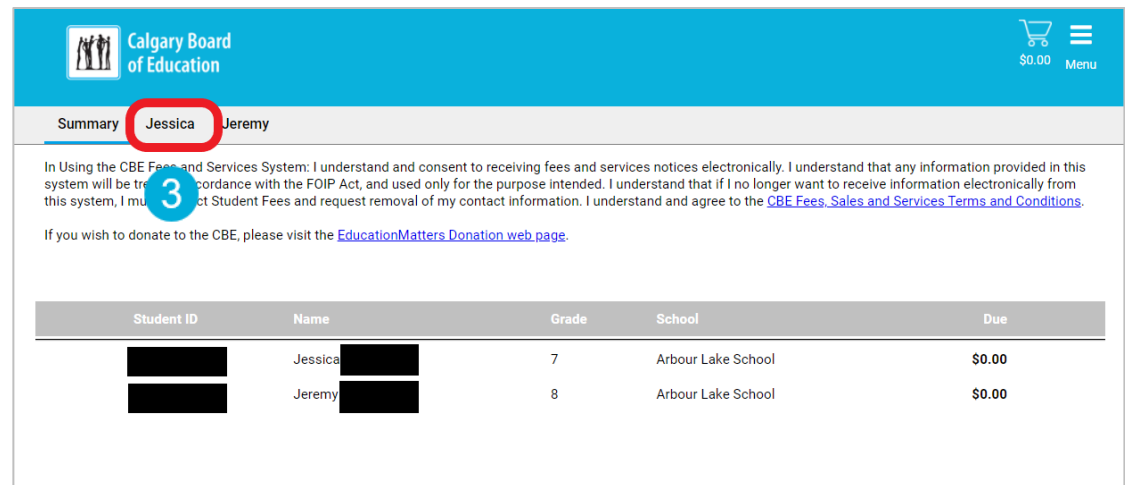 Calgary Board
of Education
$0.00 Menu
Summary Jessica Jeremy
In Using the CBE Fees and Services System: I understand and consent to receiving fees and services notices electronically. I understand that any information provided in this
system will be cordance with the FOIP Act, and used only for the purpose intended. I understand that if I no longer want to receive information electronically from
this system, I ct Student Fees and request removal of my contact information. I understand and agree to the CBE Fees, Sales and Services Terms and Conditions.
3
If you wish to donate to the CBE, please visit the EducationMatters Donation web page.
Student ID Name Grade School Due
Jessica 7 Arbour Lake School $0.00
Jeremy 8 Arbour Lake School $0.00